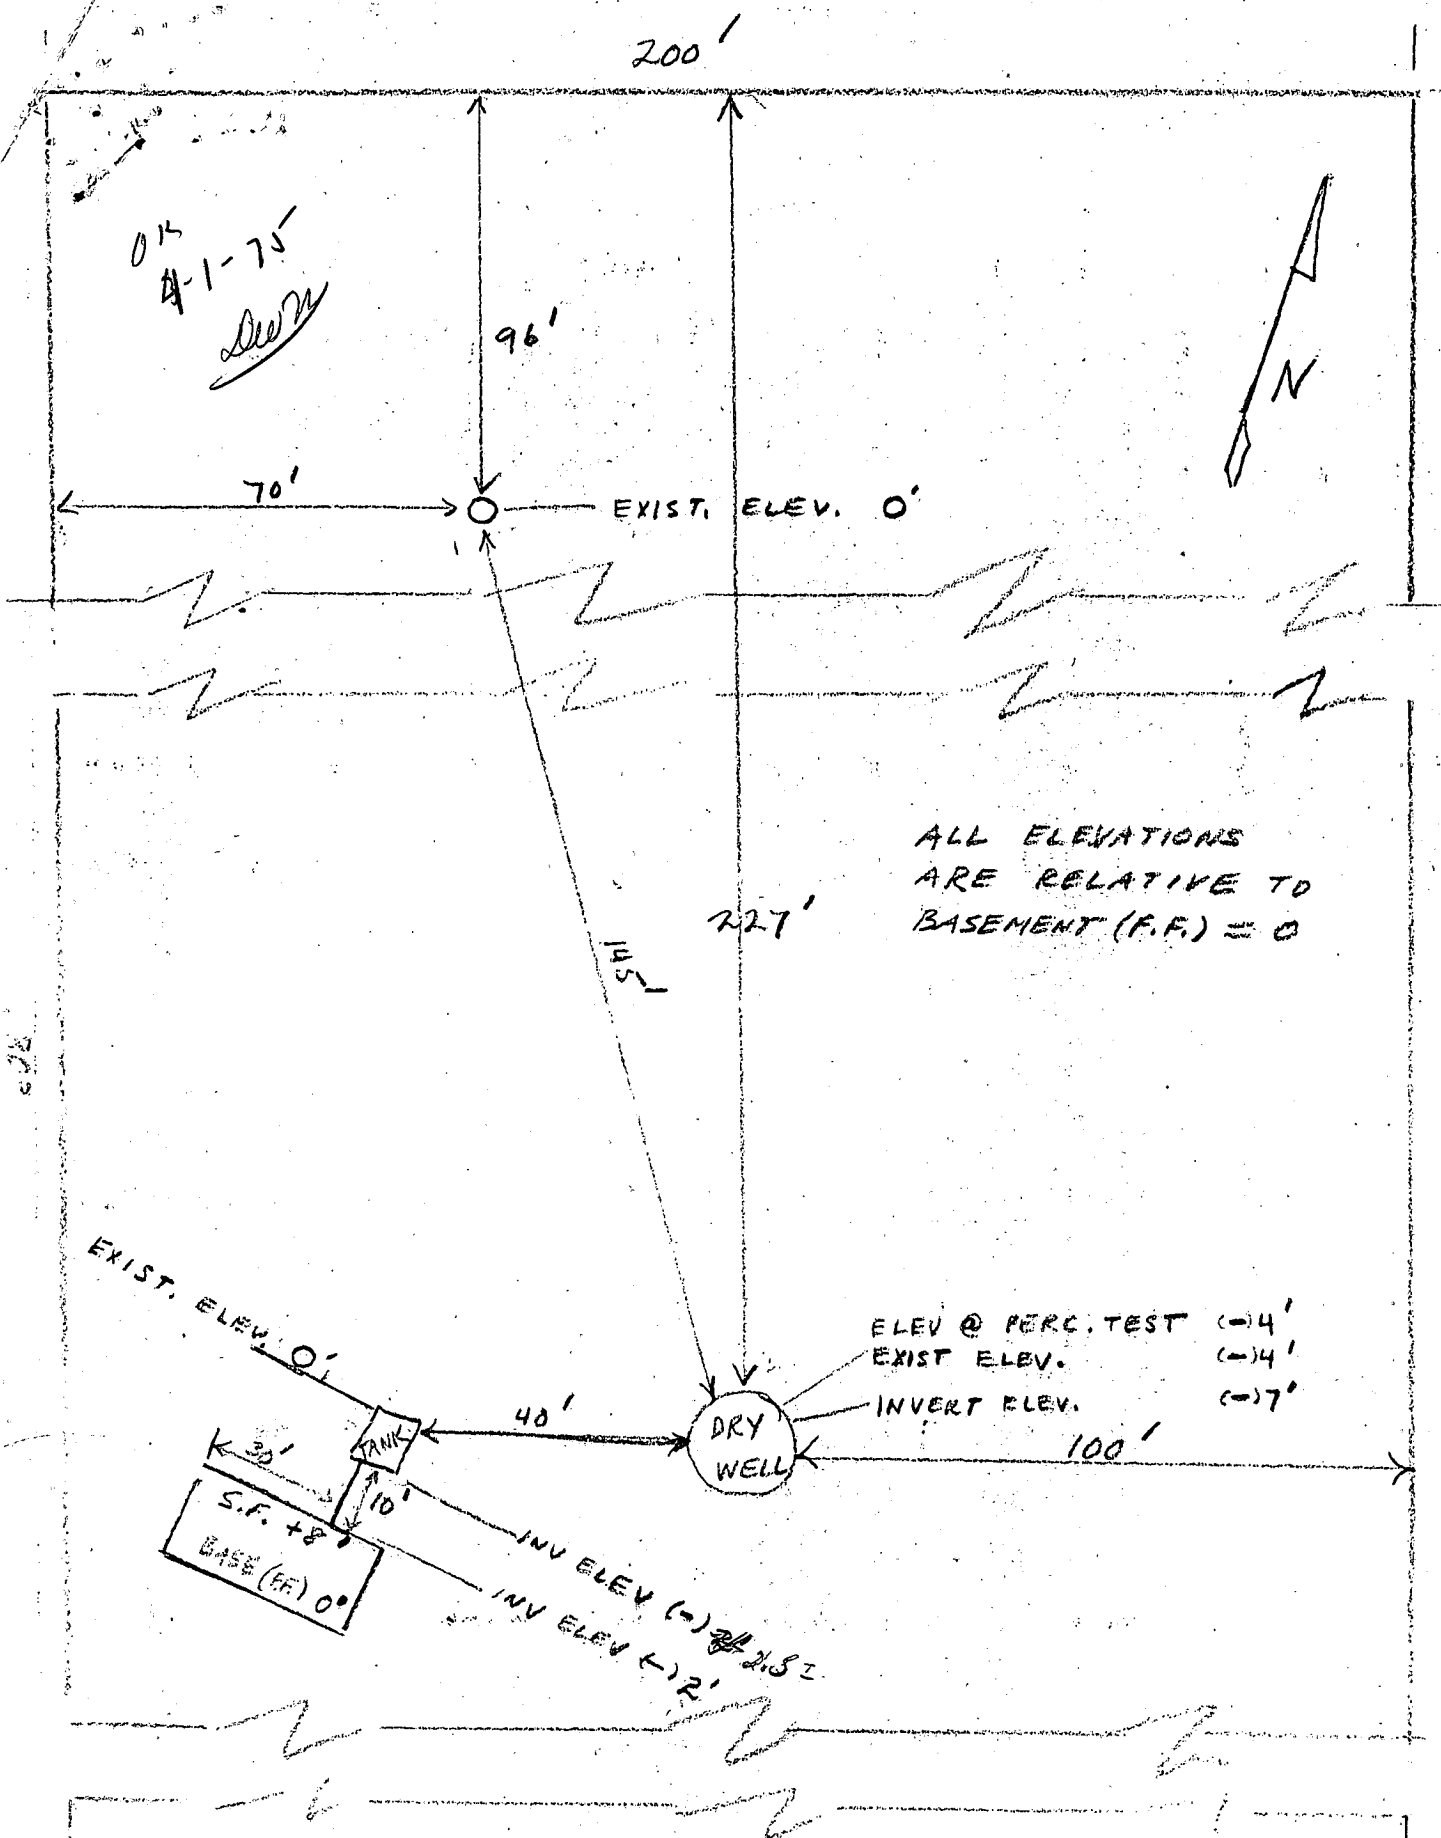 200'
OK
4-1-75
96'
N
70'
EXIST. ELEV. 0'
ALL ELEVATIONS
ARE RELATIVE TO
BASEMENT (F.F.) = 0
227'
145'
EXIST. ELEV. 0'
ELEV @ PERC. TEST (-)4'
EXIST ELEV. (-)4'
INVERT ELEV. (-)7'
40'
DRY
WELL
100'
TANK
30'
10'
S.F. +8'
BASE (F.F.) 0'
INV ELEV (-) 2.5
INV ELEV (-) 2'